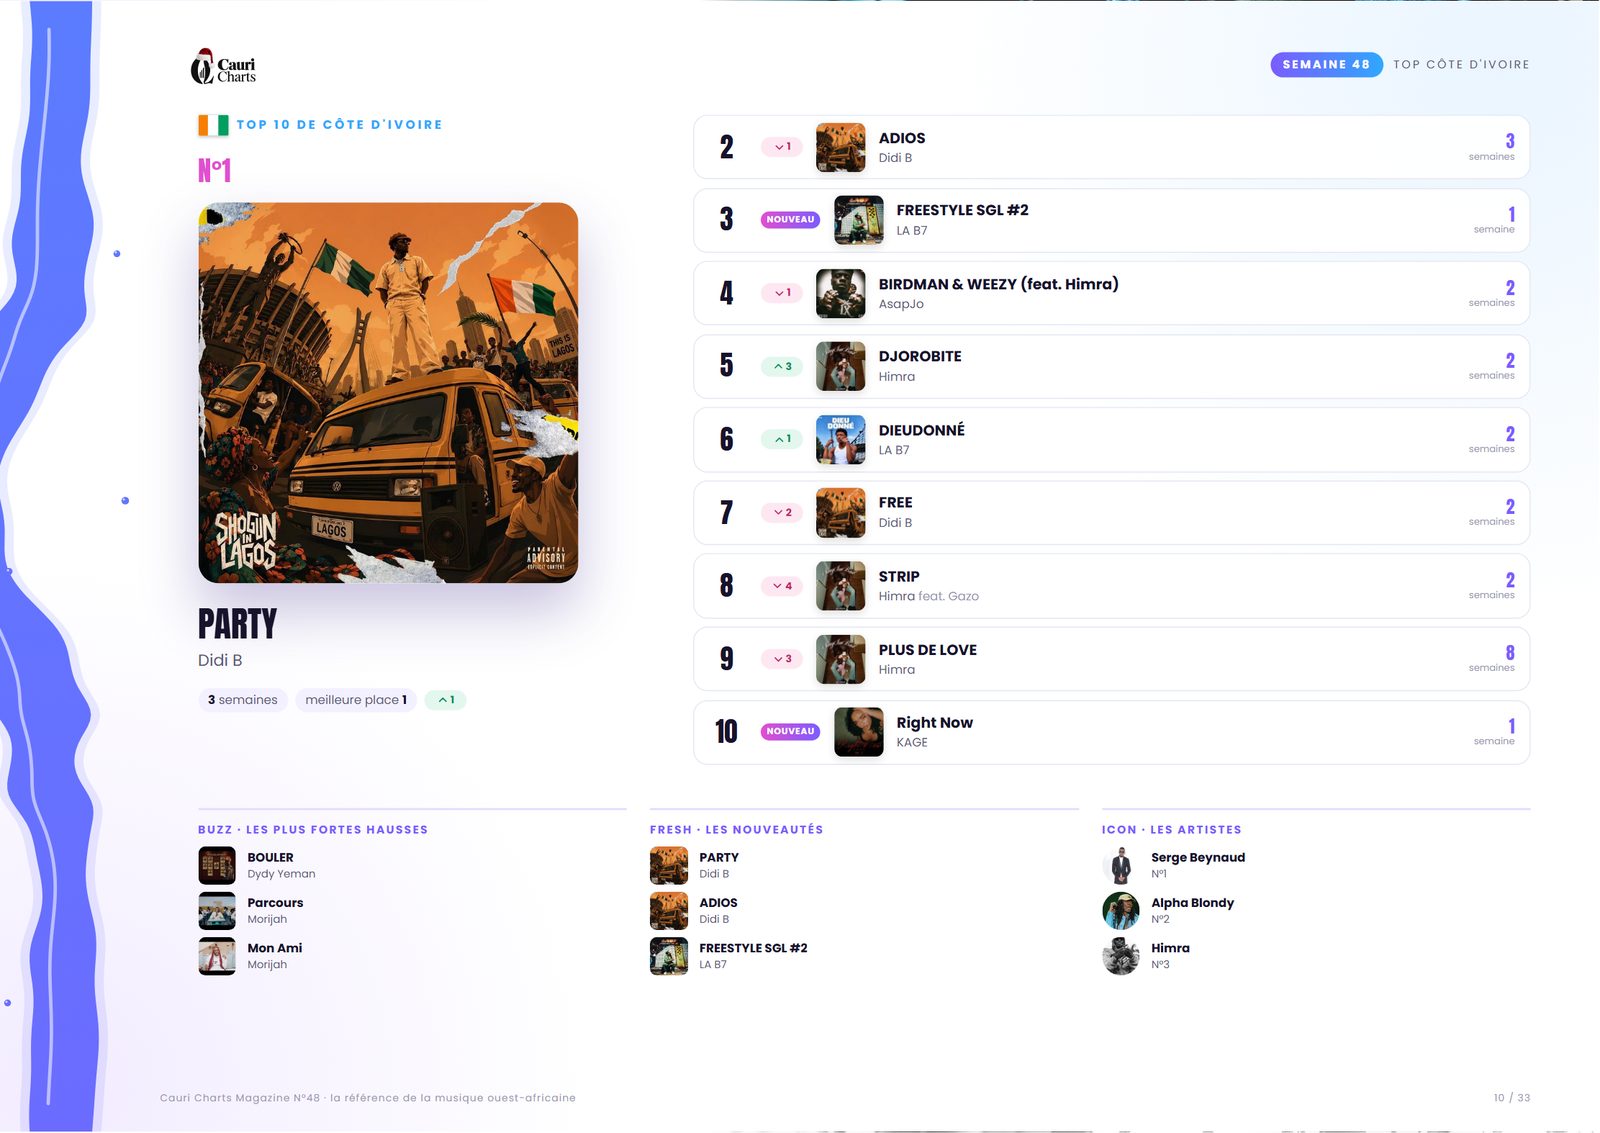 Cauri
Charts
SEMAINE 48
TOP CÔTE D'IVOIRE
TOP 10 DE CÔTE D'IVOIRE
N°1
THIS IS
LAGOS
LAGOS
SHOGUN
IN
LAGOS
PARENTAL
ADVISORY
EXPLICIT CONTENT
PARTY
Didi B
3 semaines
meilleure place 1
1
2
1
ADIOS
Didi B
3
semaines
3
NOUVEAU
FREESTYLE SGL #2
LA B7
1
semaine
4
1
BIRDMAN & WEEZY (feat. Himra)
AsapJo
2
semaines
5
3
DJOROBITE
Himra
2
semaines
6
1
DIEU
DONNÉ
DIEUDONNÉ
LA B7
2
semaines
7
2
FREE
Didi B
2
semaines
8
4
STRIP
Himra feat. Gazo
2
semaines
9
3
PLUS DE LOVE
Himra
8
semaines
10
NOUVEAU
Right Now
KAGE
1
semaine
BUZZ · LES PLUS FORTES HAUSSES
BOULER
Dydy Yeman
Parcours
Morijah
Mon Ami
Morijah
FRESH · LES NOUVEAUTÉS
PARTY
Didi B
ADIOS
Didi B
FREESTYLE SGL #2
LA B7
ICON · LES ARTISTES
Serge Beynaud
N°1
Alpha Blondy
N°2
Himra
N°3
Cauri Charts Magazine N°48 · la référence de la musique ouest-africaine
10 / 33